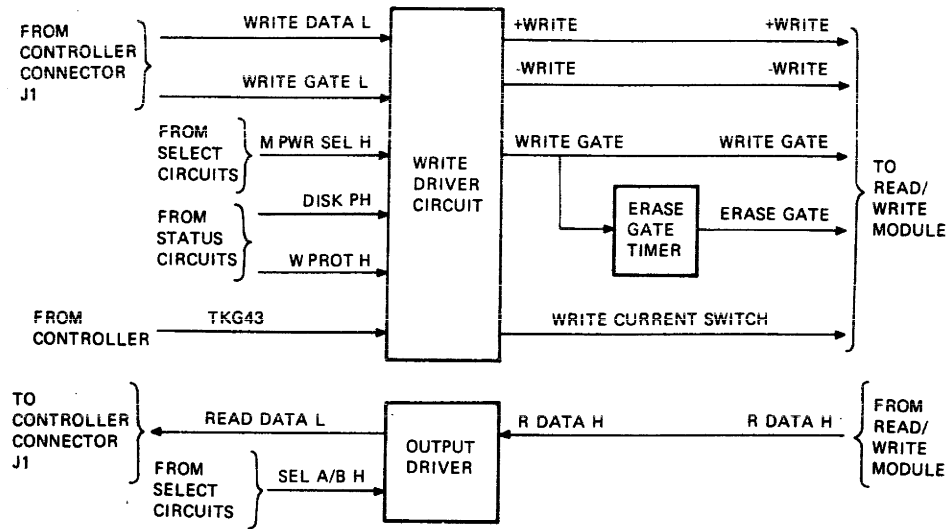 FROM
CONTROLLER
CONNECTOR
J1
WRITE DATA L
WRITE GATE L
FROM
SELECT
CIRCUITS
M PWR SEL H
FROM
STATUS
CIRCUITS
DISK PH
W PROT H
FROM
CONTROLLER
TKG43
WRITE
DRIVER
CIRCUIT
+WRITE
+WRITE
-WRITE
-WRITE
WRITE GATE
WRITE GATE
ERASE
GATE
TIMER
ERASE GATE
WRITE CURRENT SWITCH
TO
READ/
WRITE
MODULE
TO
CONTROLLER
CONNECTOR
J1
READ DATA L
FROM
SELECT
CIRCUITS
SEL A/B H
OUTPUT
DRIVER
R DATA H
R DATA H
FROM
READ/
WRITE
MODULE